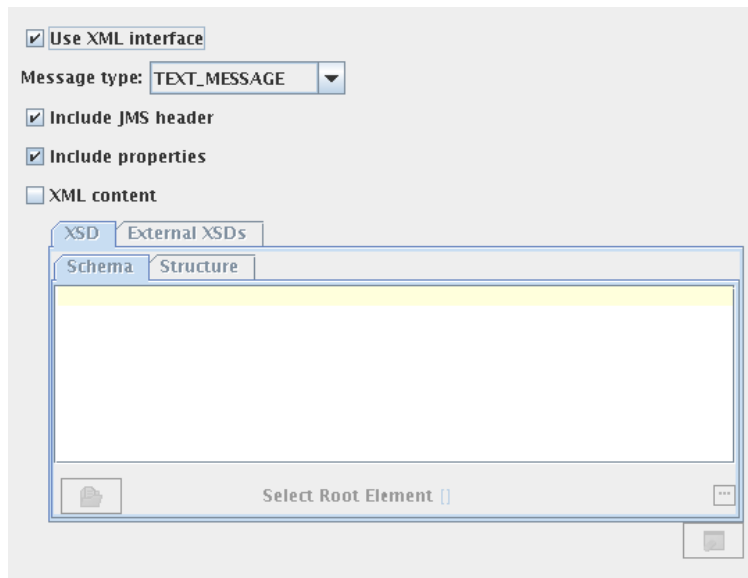 Use XML interface
Message type: TEXT_MESSAGE
Include JMS header
Include properties
XML content
XSD External XSDs
Schema Structure
Select Root Element []
...